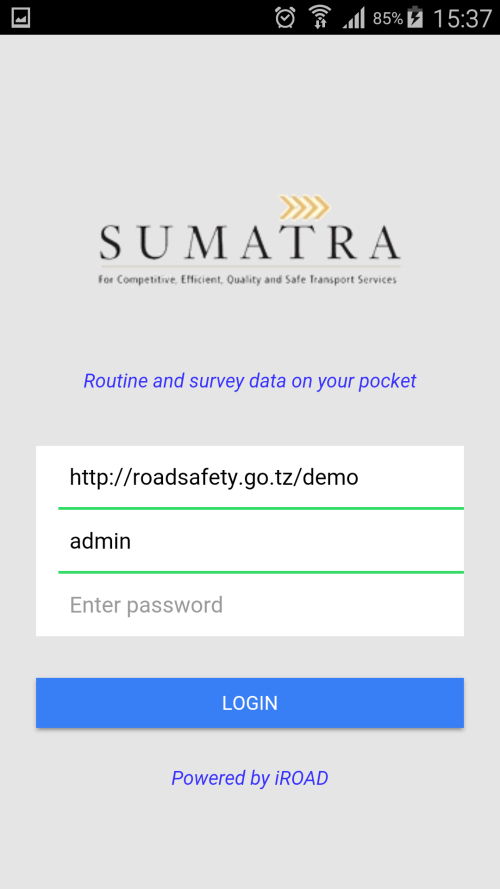 85% 15:37
SUMATRA
For Competitive, Efficient, Quality and Safe Transport Services
Routine and survey data on your pocket
http://roadsafety.go.tz/demo
admin
Enter password
LOGIN
Powered by iROAD